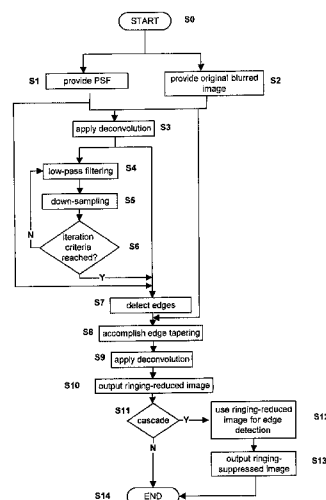 START S0
S1 provide PSF
provide original blurred S2
image
apply deconvolution S3
low-pass filtering S4
down-sampling S5
N iteration S6
criteria
reached?
Y
S7 detect edges
S8 accomplish edge tapering
S9 apply deconvolution
S10 output ringing-reduced image
S11 cascade Y use ringing-reduced S12
image for edge
detection
N
output ringing- S13
suppressed image
S14 END